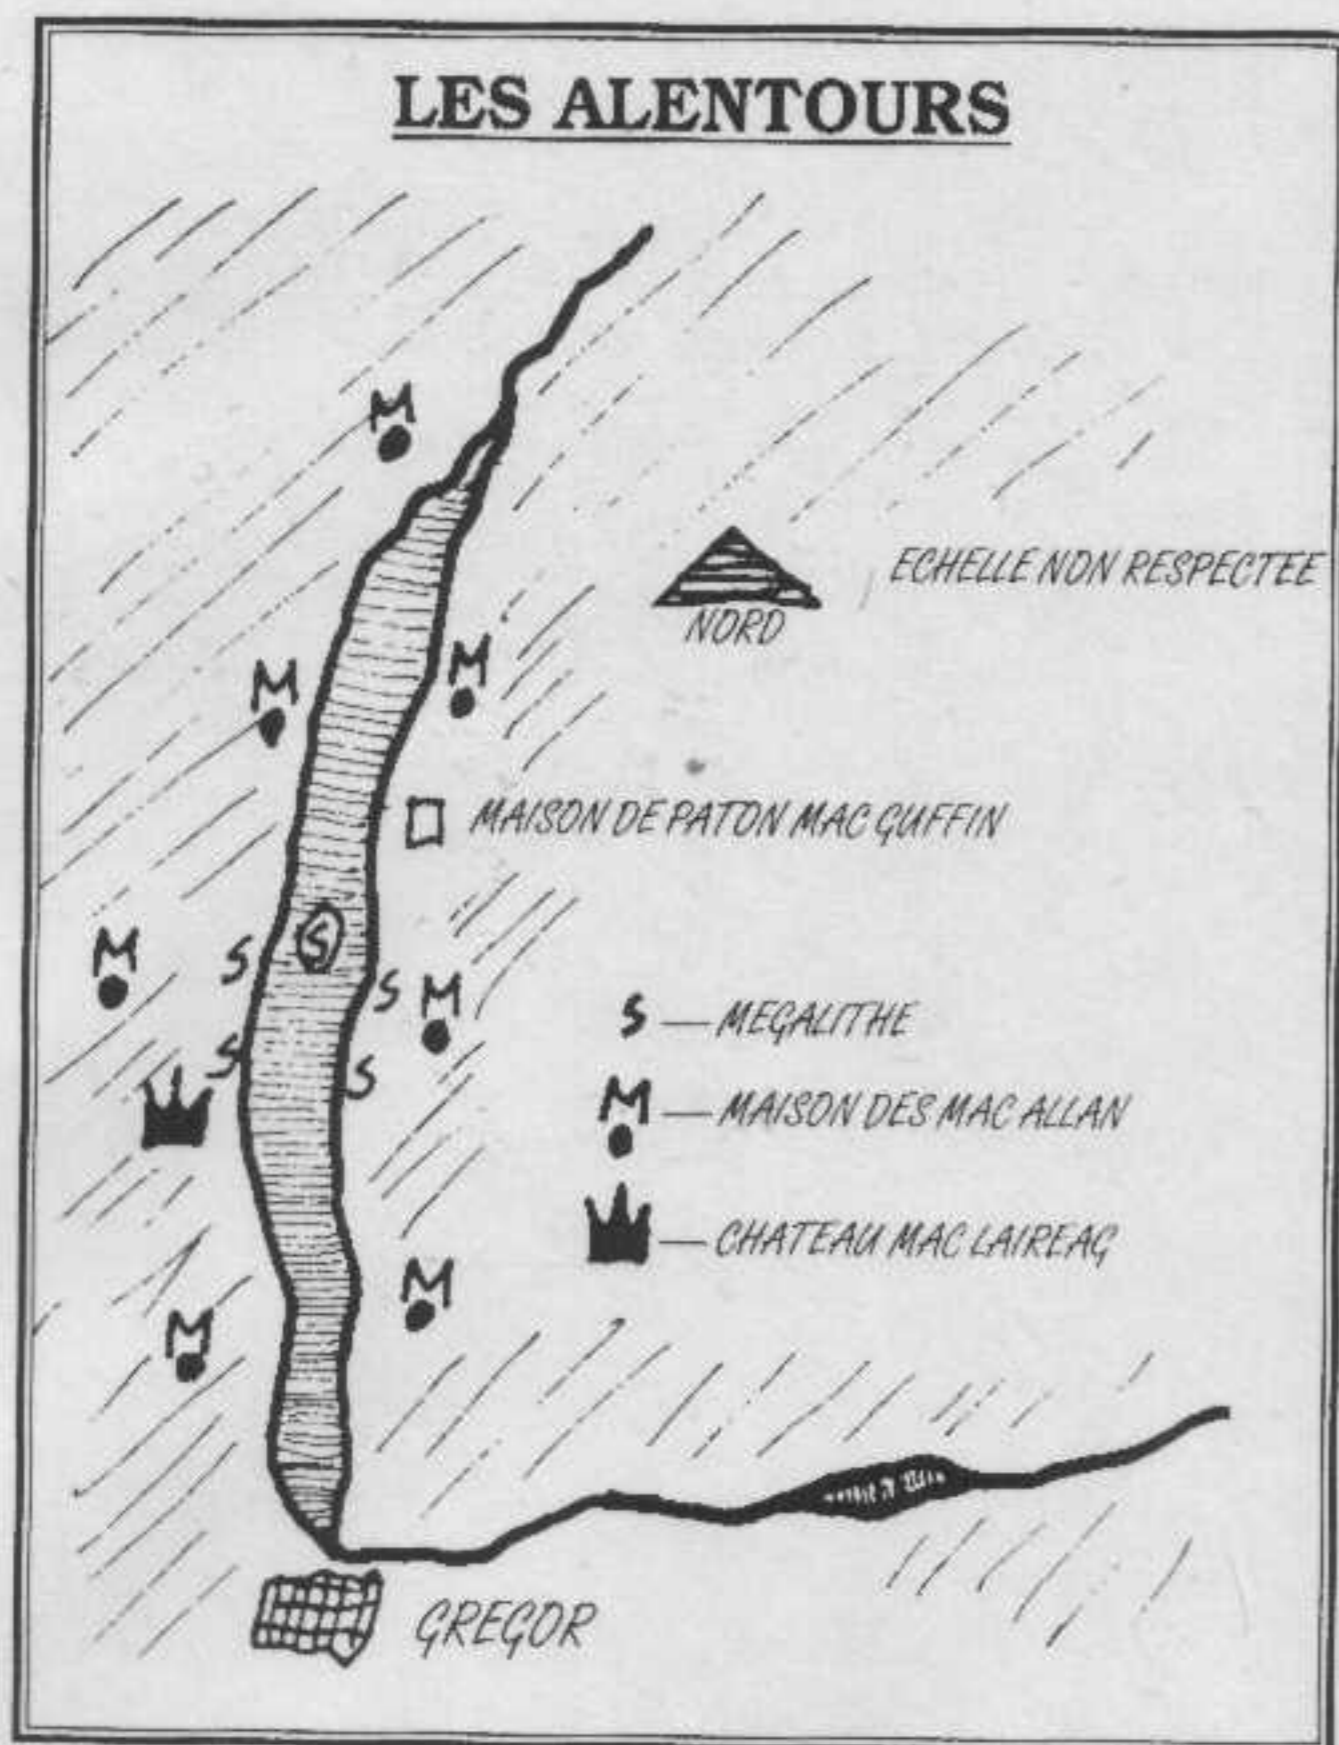 LES ALENTOURS
M
ECHELLE NON RESPECTEE
NORD
M
M
MAISON DE PATON MAC GUFFIN
S
S
M
S
M
S — MEGALITHE
S
S
M — MAISON DES MAC ALLAN
— CHATEAU MAC LAIREAG
M
M
GREGOR